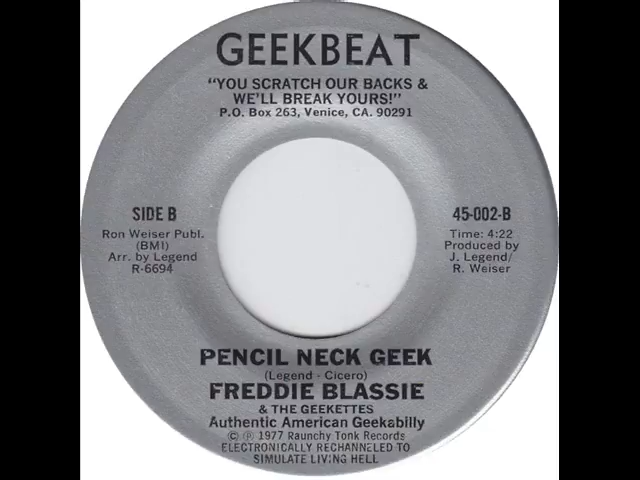 GEEKBEAT
"YOU SCRATCH OUR BACKS &
WE'LL BREAK YOURS!"
P.O. Box 263, Venice, CA. 90291
SIDE B
Ron Weiser Publ.
(BMI)
Arr. by Legend
R-6694
45-002-B
Time: 4:22
Produced by
J. Legend/
R. Weiser
PENCIL NECK GEEK
(Legend - Cicero)
FREDDIE BLASSIE
& THE GEEKETTES
Authentic American Geekabilly
© ℗ 1977 Raunchy Tonk Records
ELECTRONICALLY RECHANNELED TO
SIMULATE LIVING HELL